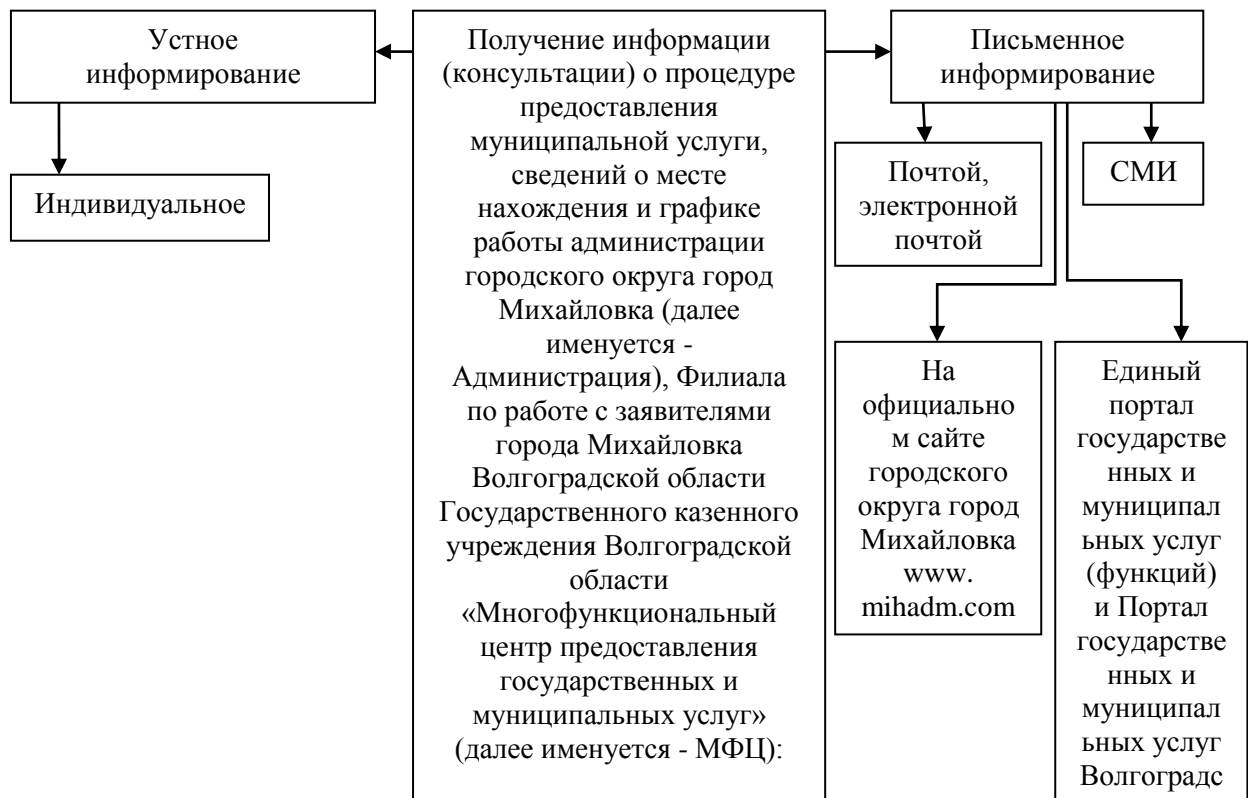 Устное
информирование
Индивидуальное
Получение информации
(консультации) о процедуре
предоставления
муниципальной услуги,
сведений о месте
нахождения и графике
работы администрации
городского округа город
Михайловка (далее
именуется -
Администрация), Филиала
по работе с заявителями
города Михайловка
Волгоградской области
Государственного казенного
учреждения Волгоградской
области
«Многофункциональный
центр предоставления
государственных и
муниципальных услуг»
(далее именуется - МФЦ):
Письменное
информирование
Почтой,
электронной
почтой
СМИ
На
официально
м сайте
городского
округа город
Михайловка
www.
mihadm.com
Единый
портал
государстве
нных и
муниципал
ьных услуг
(функций)
и Портал
государстве
нных и
муниципал
ьных услуг
Волгоградс